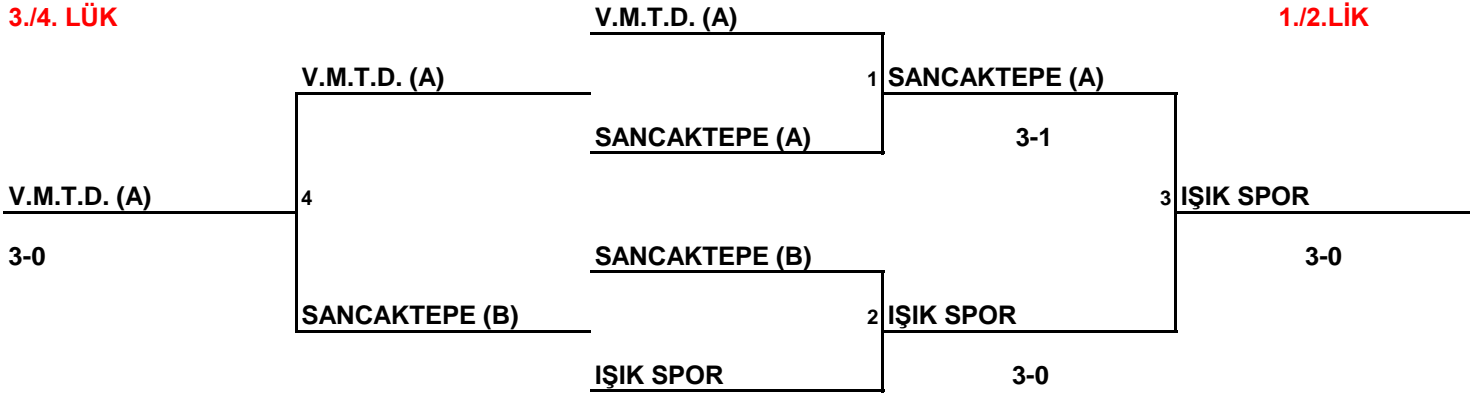 3./4. LÜK
V.M.T.D. (A)
1./2.LİK
V.M.T.D. (A)
1
SANCAKTEPE (A)
SANCAKTEPE (A)
3-1
V.M.T.D. (A)
4
3
IŞIK SPOR
3-0
SANCAKTEPE (B)
3-0
SANCAKTEPE (B)
2
IŞIK SPOR
IŞIK SPOR
3-0